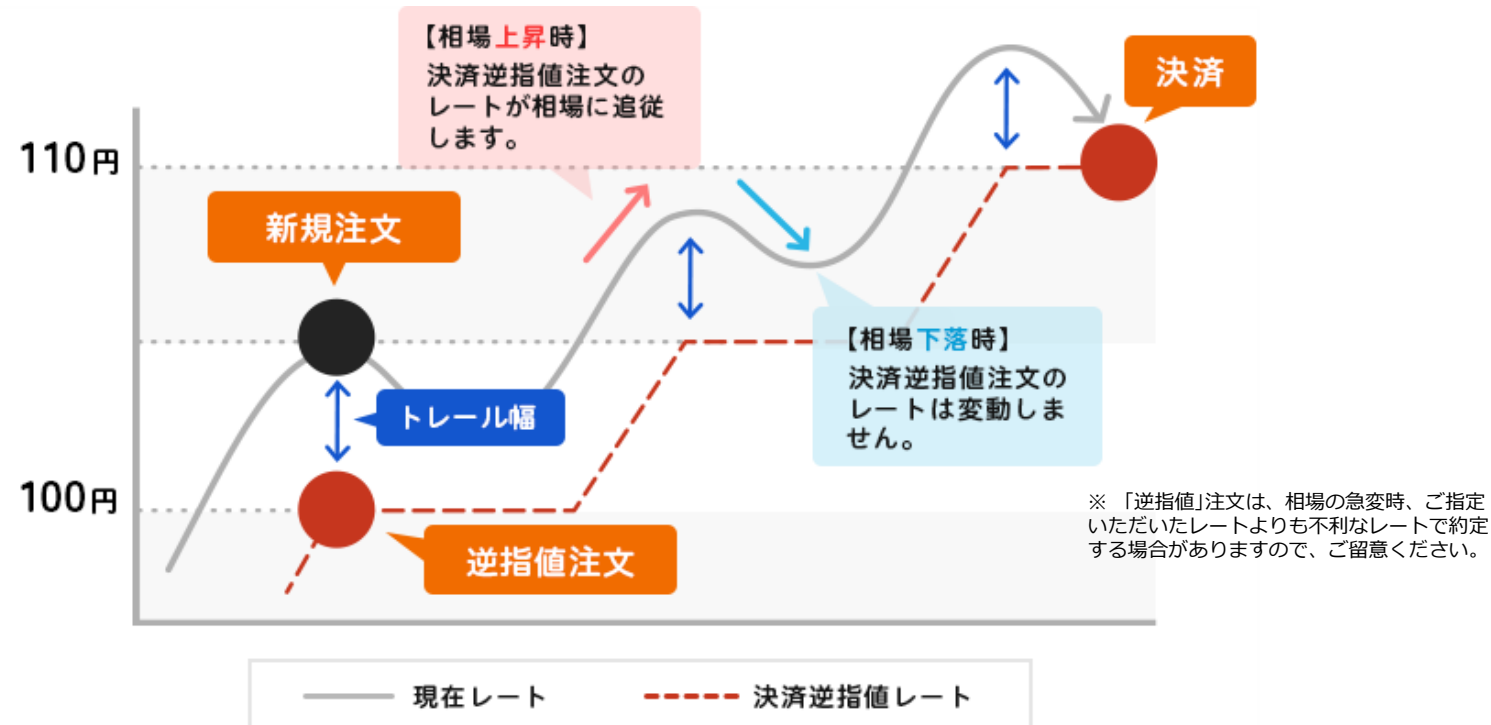 【相場上昇時】
決済逆指値注文の
レートが相場に追従
します。
決済
110円
新規注文
トレール幅
【相場下落時】
決済逆指値注文の
レートは変動しま
せん。
100円
逆指値注文
※ 「逆指値」注文は、相場の急変時、ご指定
いただいたレートよりも不利なレートで約定
する場合がありますので、ご留意ください。
現在レート
決済逆指値レート